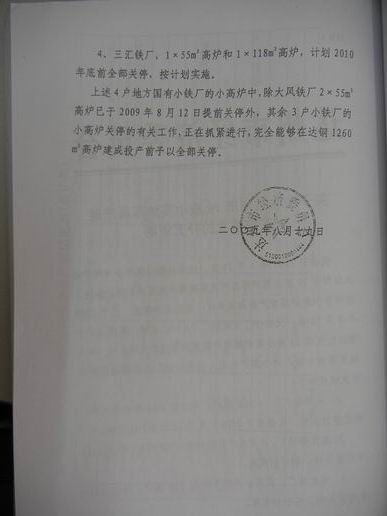 4、三汇铁厂、1×55m³高炉和1×118m³高炉，计划2010
年底前全部关停，按计划实施。
上述4户地方国有小铁厂的小高炉中，除大风铁厂2×55m³
高炉已于2009年8月12日提前关停外，其余3户小铁厂的
小高炉关停的有关工作，正在抓紧进行，完全能够在达钢1260
m³高炉建成投产前予以全部关停。
二〇〇九年八月十九日